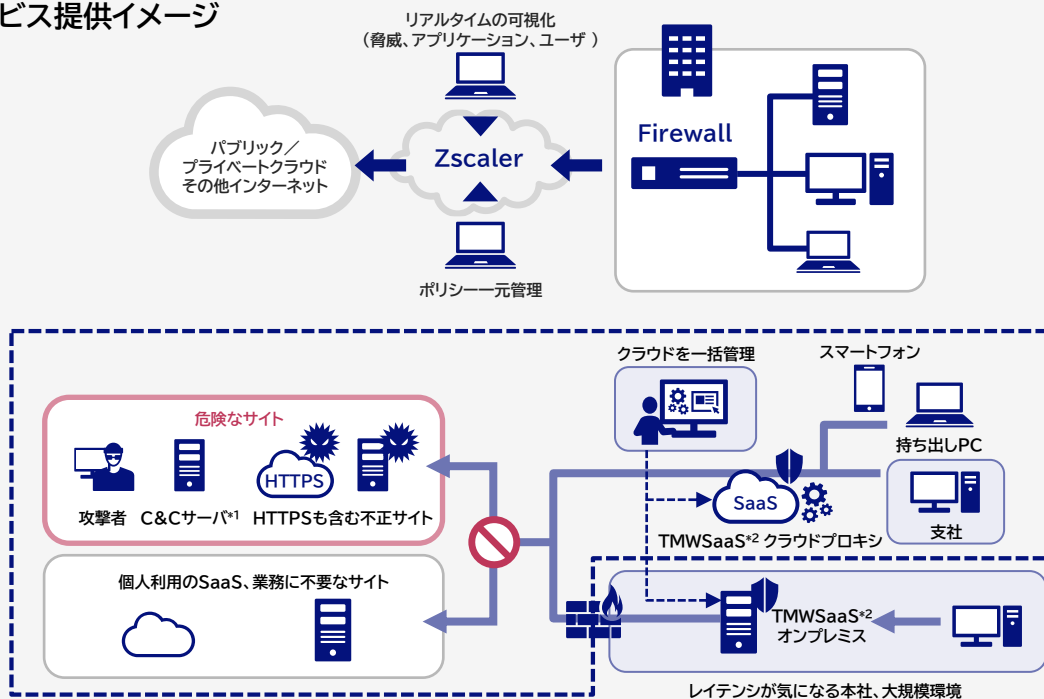 ビス提供イメージ
リアルタイムの可視化
（脅威、アプリケーション、ユーザ ）
パブリック／
プライベートクラウド
その他インターネット
Zscaler
Firewall
ポリシー一元管理
クラウドを一括管理
スマートフォン
持ち出しPC
危険なサイト
HTTPS
攻撃者
C&Cサーバ*1
HTTPSも含む不正サイト
SaaS
TMWSaaS*2 クラウドプロキシ
支社
個人利用のSaaS、業務に不要なサイト
TMWSaaS*2
オンプレミス
レイテンシが気になる本社、大規模環境